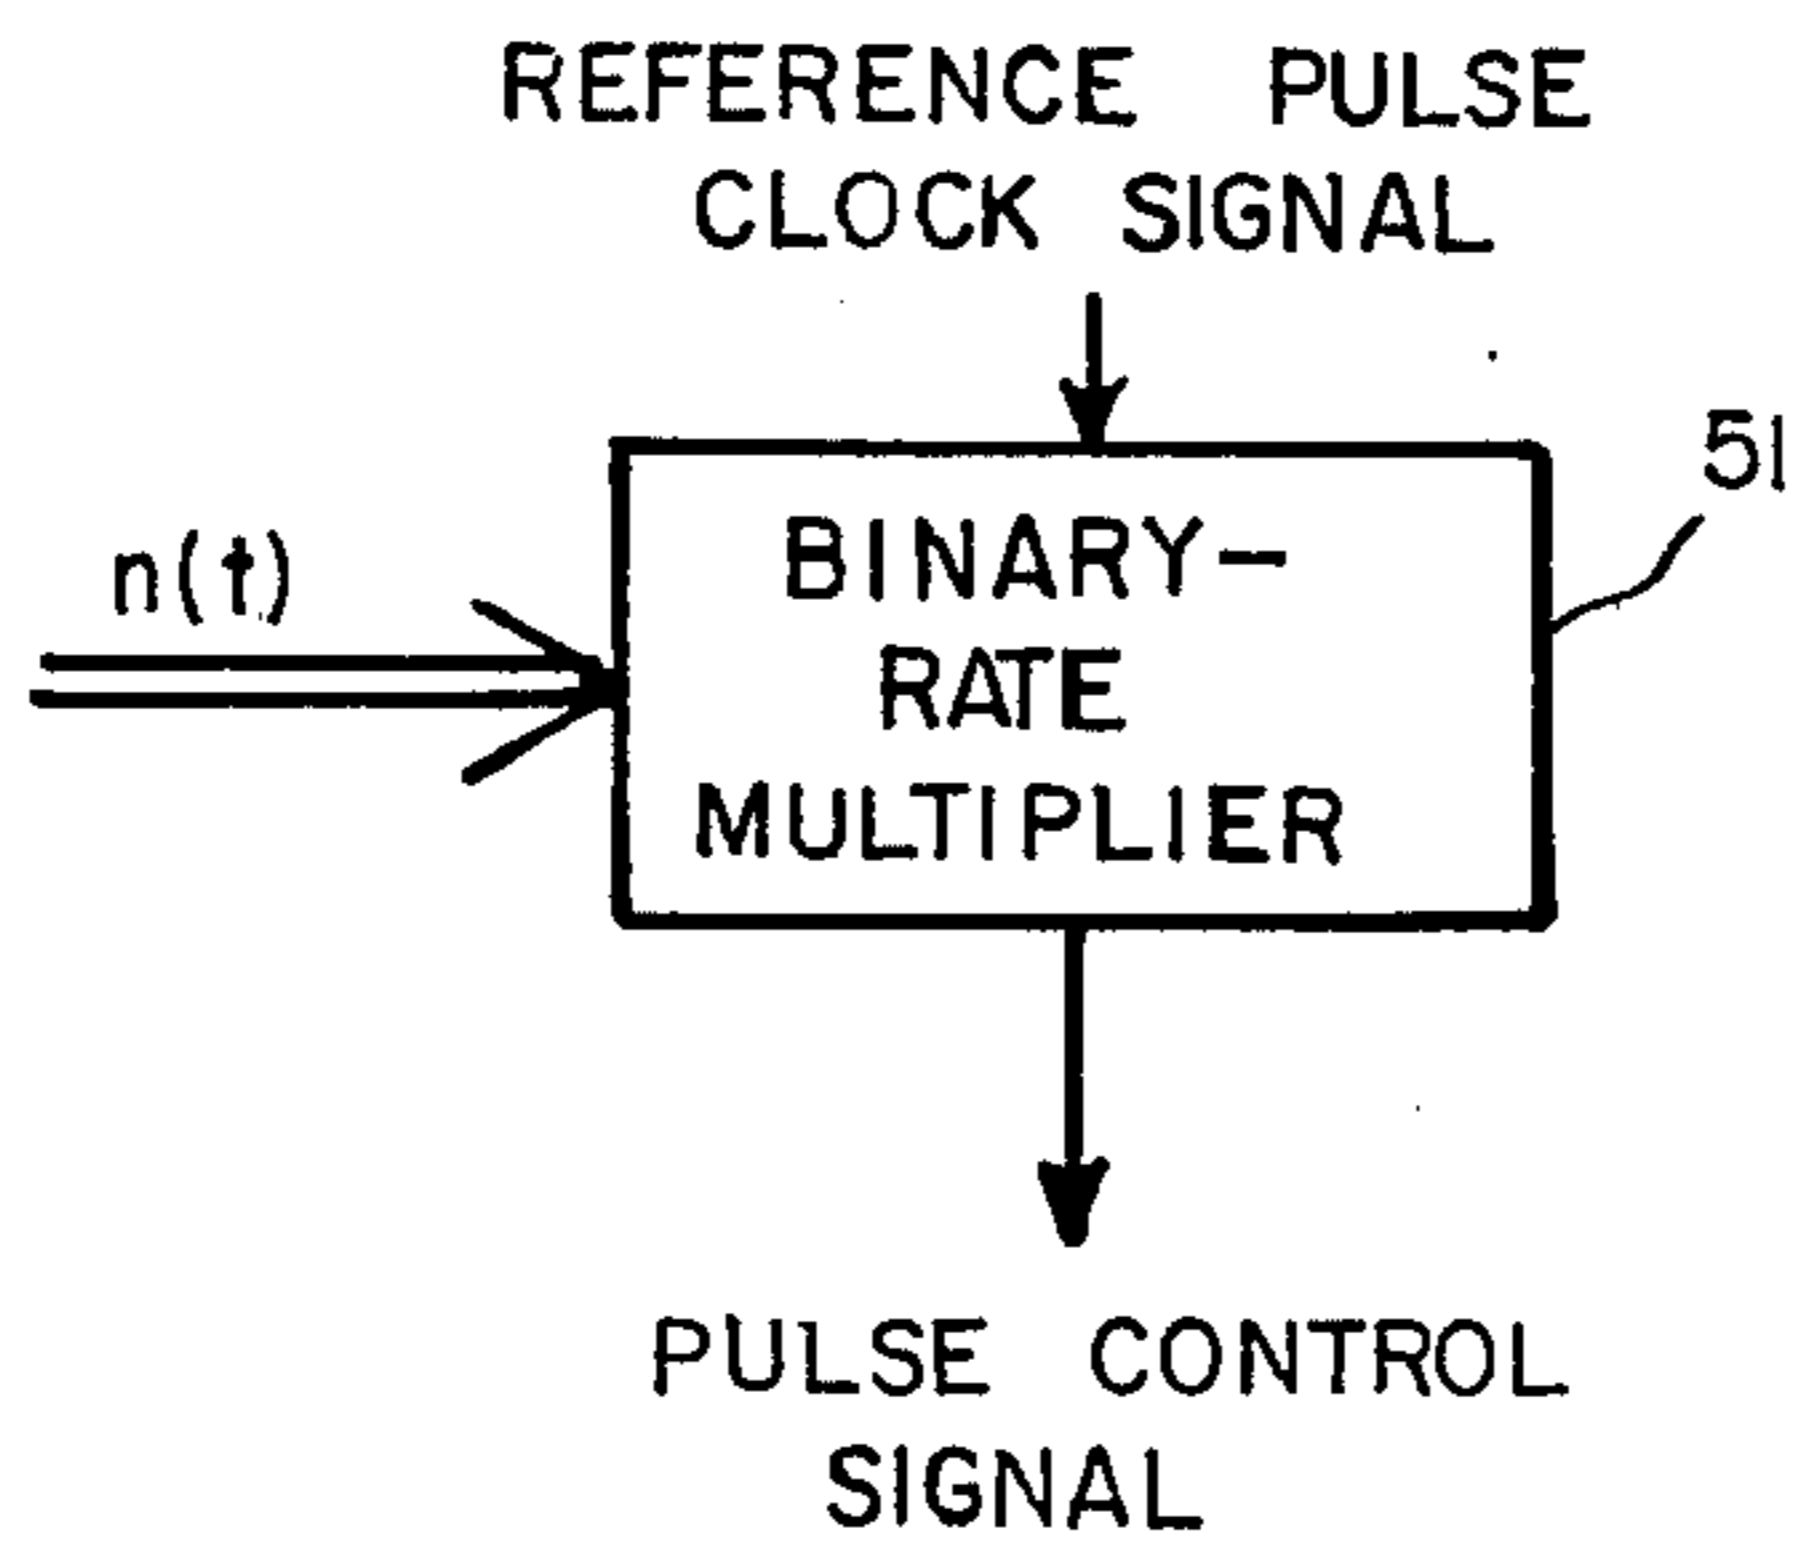 REFERENCE PULSE
CLOCK SIGNAL
51
n(t)
BINARY-
RATE
MULTIPLIER
PULSE CONTROL
SIGNAL